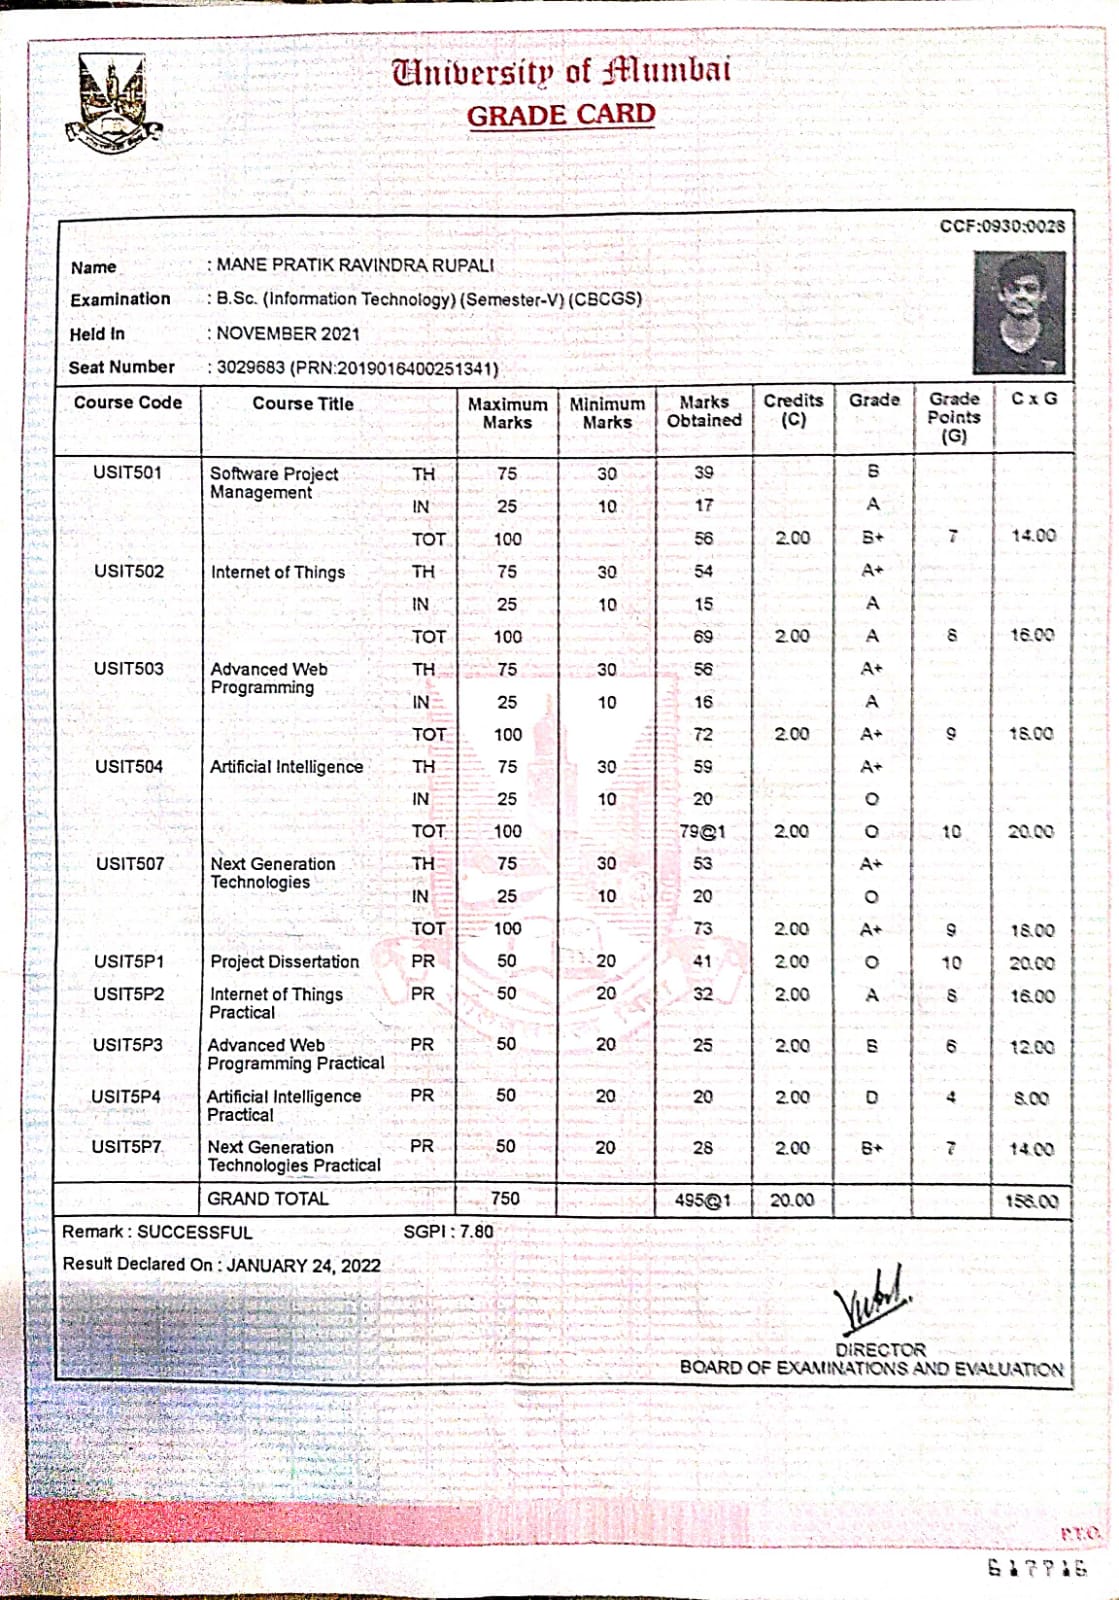 University of Mumbai
GRADE CARD
CCF:0930:0028
Name : MANE PRATIK RAVINDRA RUPALI
Examination : B.Sc. (Information Technology) (Semester-V) (CBCGS)
Held In : NOVEMBER 2021
Seat Number : 3029683 (PRN:2019016400251341)
Course Code Course Title Maximum Marks Minimum Marks Marks Obtained Credits (C) Grade Grade Points (G) C x G
USIT501 Software Project Management TH 75 30 39 B
IN 25 10 17 A
TOT 100 56 2.00 B+ 7 14.00
USIT502 Internet of Things TH 75 30 54 A+
IN 25 10 15 A
TOT 100 69 2.00 A 8 16.00
USIT503 Advanced Web Programming TH 75 30 56 A+
IN 25 10 16 A
TOT 100 72 2.00 A+ 9 18.00
USIT504 Artificial Intelligence TH 75 30 59 A+
IN 25 10 20 O
TOT 100 79@1 2.00 O 10 20.00
USIT507 Next Generation Technologies TH 75 30 53 A+
IN 25 10 20 O
TOT 100 73 2.00 A+ 9 18.00
USIT5P1 Project Dissertation PR 50 20 41 2.00 O 10 20.00
USIT5P2 Internet of Things Practical PR 50 20 32 2.00 A 8 16.00
USIT5P3 Advanced Web Programming Practical PR 50 20 25 2.00 B 6 12.00
USIT5P4 Artificial Intelligence Practical PR 50 20 20 2.00 D 4 8.00
USIT5P7 Next Generation Technologies Practical PR 50 20 28 2.00 B+ 7 14.00
GRAND TOTAL 750 495@1 20.00 156.00
Remark : SUCCESSFUL SGPI : 7.80
Result Declared On : JANUARY 24, 2022
DIRECTOR
BOARD OF EXAMINATIONS AND EVALUATION
P.T.O.